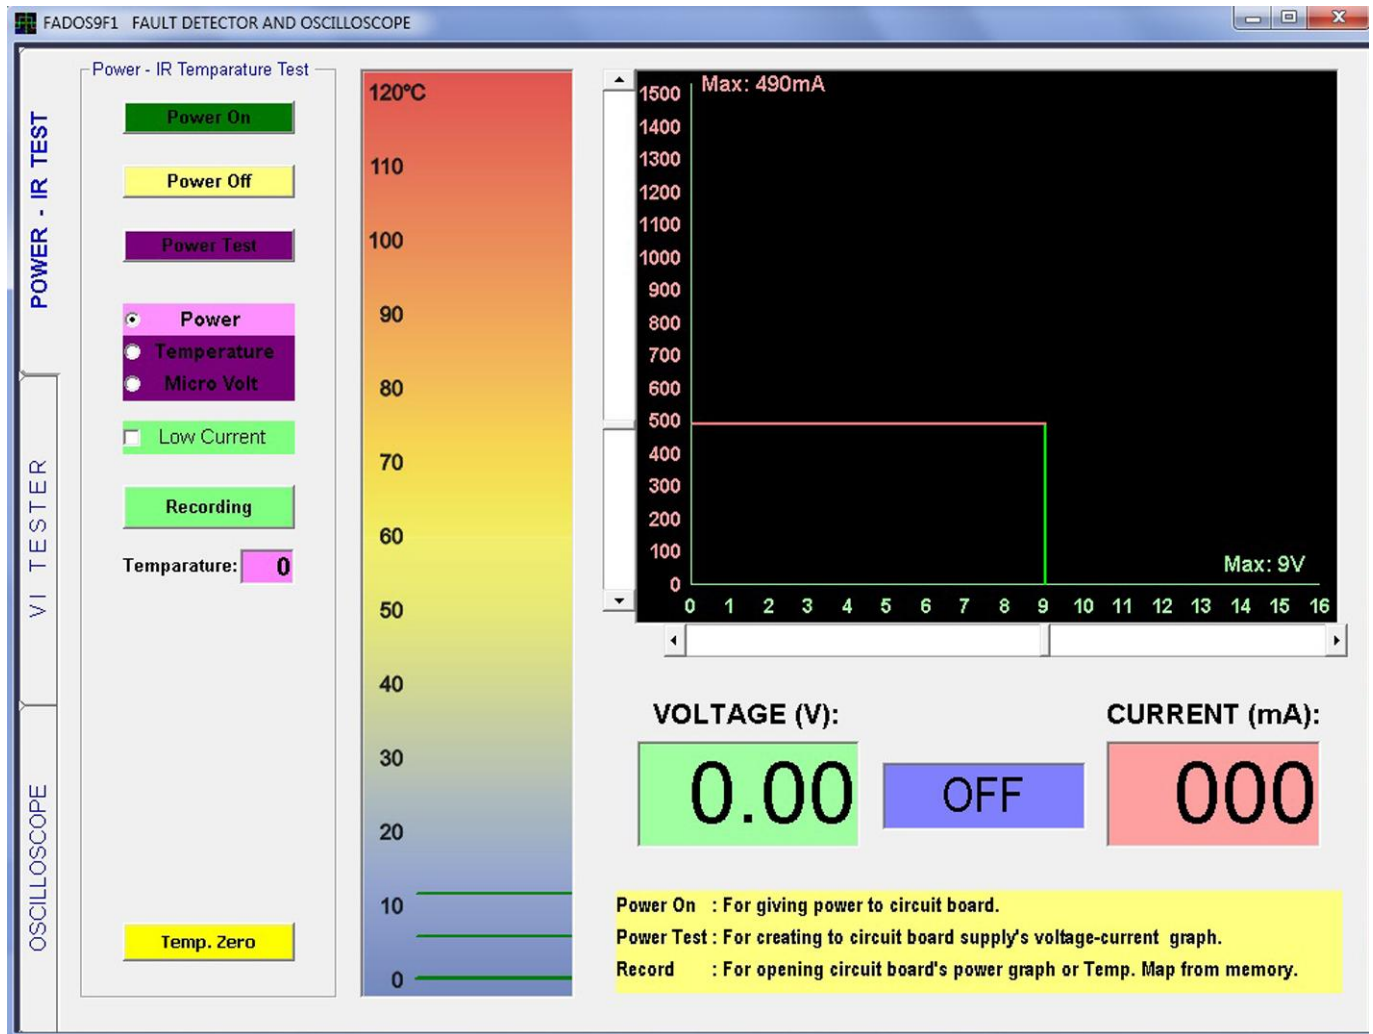 FADOS9F1 FAULT DETECTOR AND OSCILLOSCOPE
POWER - IR TEST
VI TESTER
OSCILLOSCOPE
Power - IR Temparature Test
Power On
Power Off
Power Test
Power
Temperature
Micro Volt
Low Current
Recording
Temparature: 0
Temp. Zero
120°C
110
100
90
80
70
60
50
40
30
20
10
0
Max: 490mA
1500
1400
1300
1200
1100
1000
900
800
700
600
500
400
300
200
100
0
Max: 9V
0 1 2 3 4 5 6 7 8 9 10 11 12 13 14 15 16
VOLTAGE (V): CURRENT (mA):
0.00 OFF 000
Power On : For giving power to circuit board.
Power Test : For creating to circuit board supply's voltage-current graph.
Record : For opening circuit board's power graph or Temp. Map from memory.